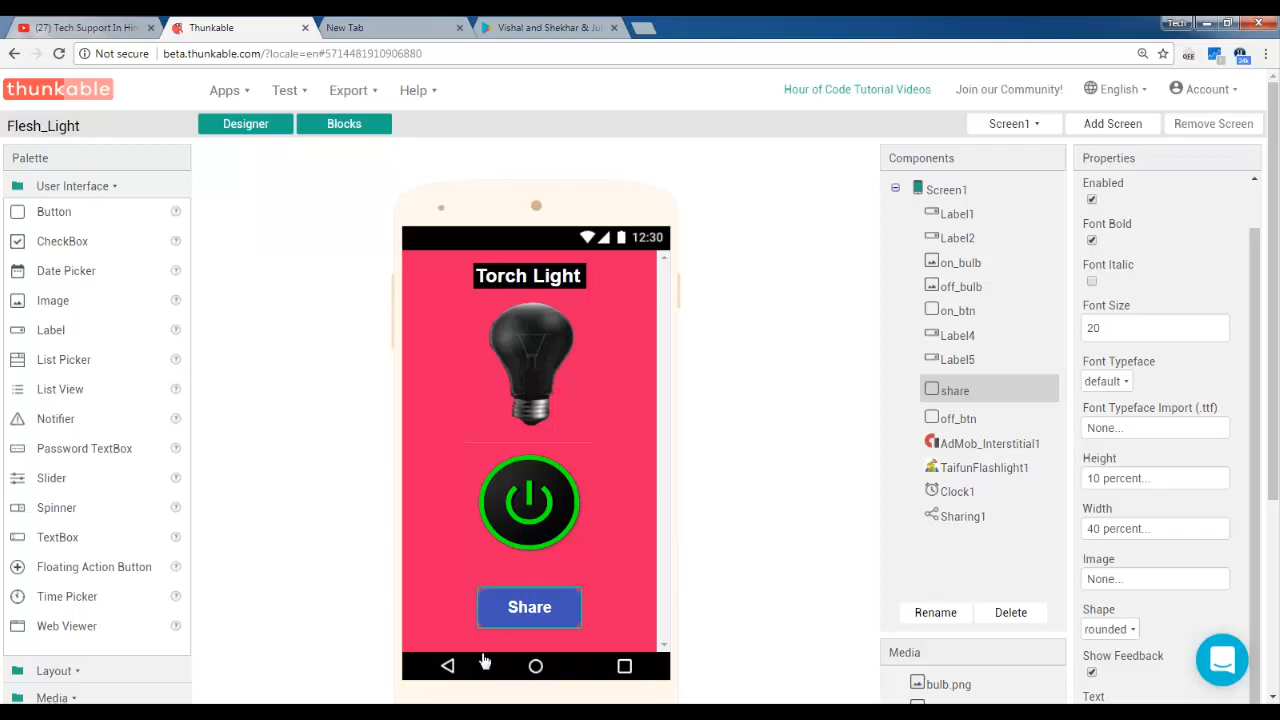 (27) Tech Support In Hin
Thunkable
New Tab
Vishal and Shekhar & Jul
Tech
Not secure
beta.thunkable.com/?locale=en#5714481910906880
OFF
24k
thunkable
Apps
Test
Export
Help
Hour of Code Tutorial Videos
Join our Community!
English
Account
Flesh_Light
Designer
Blocks
Screen1
Add Screen
Remove Screen
Palette
User Interface
Button
CheckBox
Date Picker
Image
Label
List Picker
List View
Notifier
Password TextBox
Slider
Spinner
TextBox
Floating Action Button
Time Picker
Web Viewer
Layout
Media
12:30
Torch Light
Share
Components
Screen1
Label1
Label2
on_bulb
off_bulb
on_btn
Label4
Label5
share
off_btn
AdMob_Interstitial1
TaifunFlashlight1
Clock1
Sharing1
Rename
Delete
Media
bulb.png
Properties
Enabled
Font Bold
Font Italic
Font Size
20
Font Typeface
default
Font Typeface Import (.ttf)
None...
Height
10 percent...
Width
40 percent...
Image
None...
Shape
rounded
Show Feedback
Text